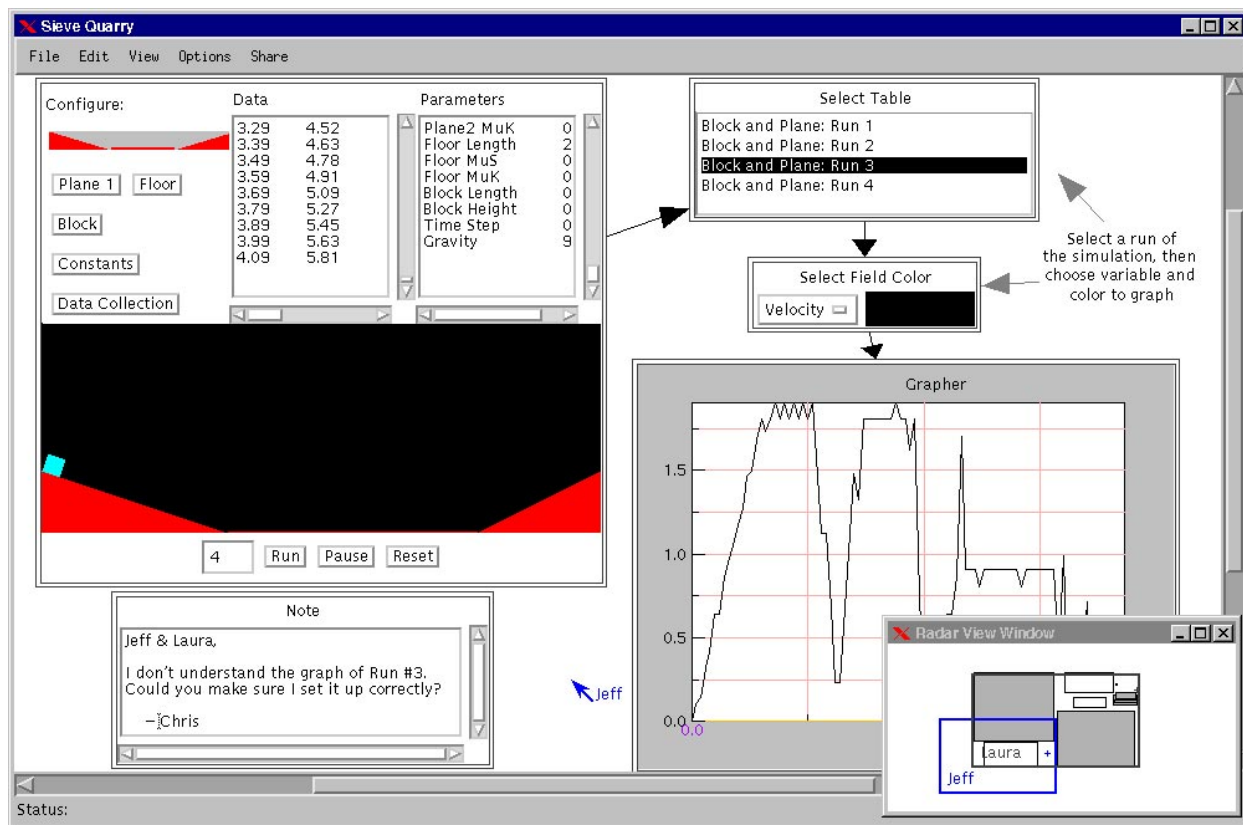 Sieve Quarry
File Edit View Options Share
Configure:
Plane 1 Floor
Block
Constants
Data Collection
Data
3.29 4.52
3.39 4.63
3.49 4.78
3.59 4.91
3.69 5.09
3.79 5.27
3.89 5.45
3.99 5.63
4.09 5.81
Parameters
Plane2 MuK 0
Floor Length 2
Floor MuS 0
Floor MuK 0
Block Length 0
Block Height 0
Time Step 0
Gravity 9
4 Run Pause Reset
Select Table
Block and Plane: Run 1
Block and Plane: Run 2
Block and Plane: Run 3
Block and Plane: Run 4
Select a run of
the simulation, then
choose variable and
color to graph
Select Field Color
Velocity
Grapher
1.5
1.0
0.5
0.0
0.0
Note
Jeff & Laura,
I don't understand the graph of Run #3.
Could you make sure I set it up correctly?
- Chris
Jeff
Radar View Window
Laura
Jeff
Status: